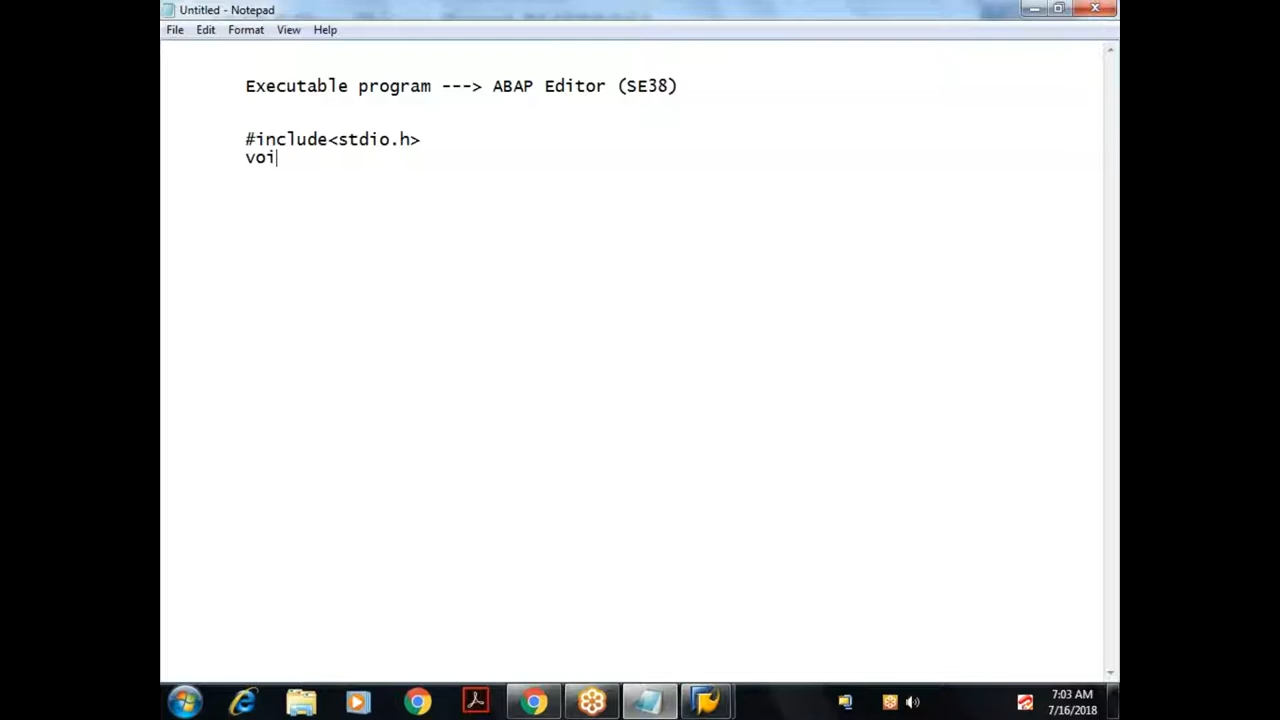 Untitled - Notepad
File Edit Format View Help
Executable program ---> ABAP Editor (SE38)
#include<stdio.h>
voi
7:03 AM
7/16/2018